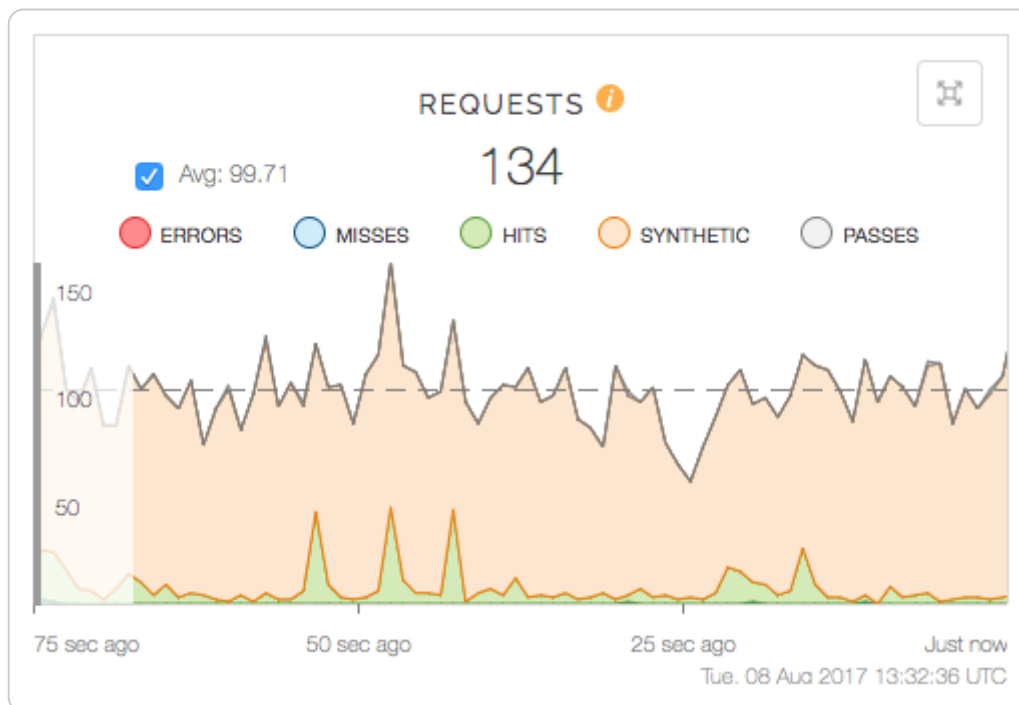 REQUESTS i
Avg: 99.71 134
ERRORS MISSES HITS SYNTHETIC PASSES
150
100
50
75 sec ago 50 sec ago 25 sec ago Just now
Tue. 08 Aug 2017 13:32:36 UTC